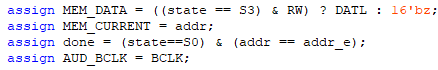 assign MEM_DATA = ((state == S3) & RW) ? DATL : 16'bz;
assign MEM_CURRENT = addr;
assign done = (state==S0) & (addr == addr_e);
assign AUD_BCLK = BCLK;